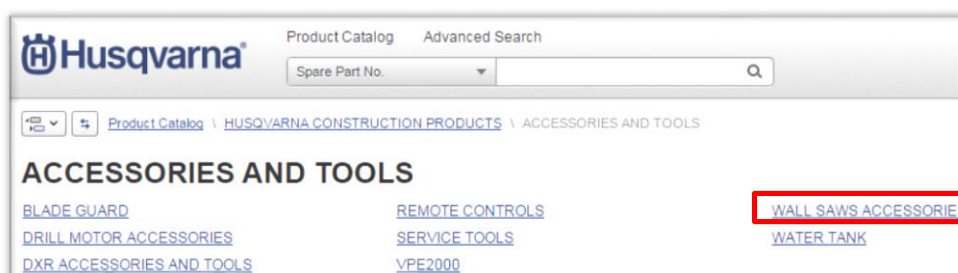 Husqvarna
Product Catalog Advanced Search
Spare Part No.
Product Catalog \ HUSQVARNA CONSTRUCTION PRODUCTS \ ACCESSORIES AND TOOLS
ACCESSORIES AND TOOLS
BLADE GUARD REMOTE CONTROLS WALL SAWS ACCESSORIE
DRILL MOTOR ACCESSORIES SERVICE TOOLS WATER TANK
DXR ACCESSORIES AND TOOLS VPE2000